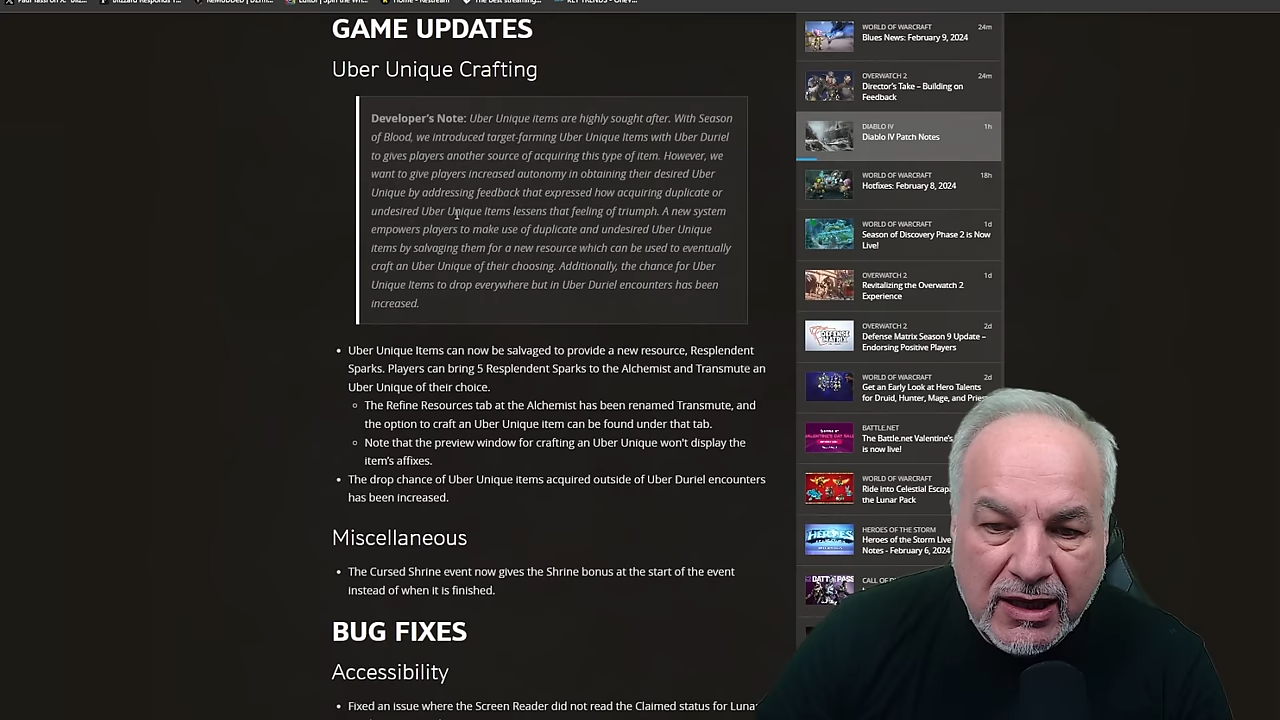 GAME UPDATES
Uber Unique Crafting
Developer's Note: Uber Unique items are highly sought after. With Season
of Blood, we introduced target-farming Uber Unique Items with Uber Duriel
to gives players another source of acquiring this type of item. However, we
want to give players increased autonomy in obtaining their desired Uber
Unique by addressing feedback that expressed how acquiring duplicate or
undesired Uber Unique Items lessens that feeling of triumph. A new system
empowers players to make use of duplicate and undesired Uber Unique
items by salvaging them for a new resource which can be used to eventually
craft an Uber Unique of their choosing. Additionally, the chance for Uber
Unique Items to drop everywhere but in Uber Duriel encounters has been
increased.
• Uber Unique Items can now be salvaged to provide a new resource, Resplendent
Sparks. Players can bring 5 Resplendent Sparks to the Alchemist and Transmute an
Uber Unique of their choice.
The Refine Resources tab at the Alchemist has been renamed Transmute, and
the option to craft an Uber Unique item can be found under that tab.
Note that the preview window for crafting an Uber Unique won't display the
item's affixes.
• The drop chance of Uber Unique items acquired outside of Uber Duriel encounters
has been increased.
Miscellaneous
• The Cursed Shrine event now gives the Shrine bonus at the start of the event
instead of when it is finished.
BUG FIXES
Accessibility
• Fixed an issue where the Screen Reader did not read the Claimed status for Lunar
WORLD OF WARCRAFT 24m
Blues News: February 9, 2024
OVERWATCH 2 24m
Director's Take – Building on
Feedback
DIABLO IV 1h
Diablo IV Patch Notes
WORLD OF WARCRAFT 18h
Hotfixes: February 8, 2024
WORLD OF WARCRAFT 1d
Season of Discovery Phase 2 is Now
Live!
OVERWATCH 2 1d
Revitalizing the Overwatch 2
Experience
OVERWATCH 2 2d
Defense Matrix Season 9 Update –
Endorsing Positive Players
WORLD OF WARCRAFT 2d
Get an Early Look at Hero Talents
for Druid, Hunter, Mage, and
BATTLE.NET
The Battle.net Valentine's
is now live!
WORLD OF WARCRAFT
Ride into Celestial
the Lunar Pack
HEROES OF THE STORM
Heroes of the Storm Live
Notes - February 6, 2024